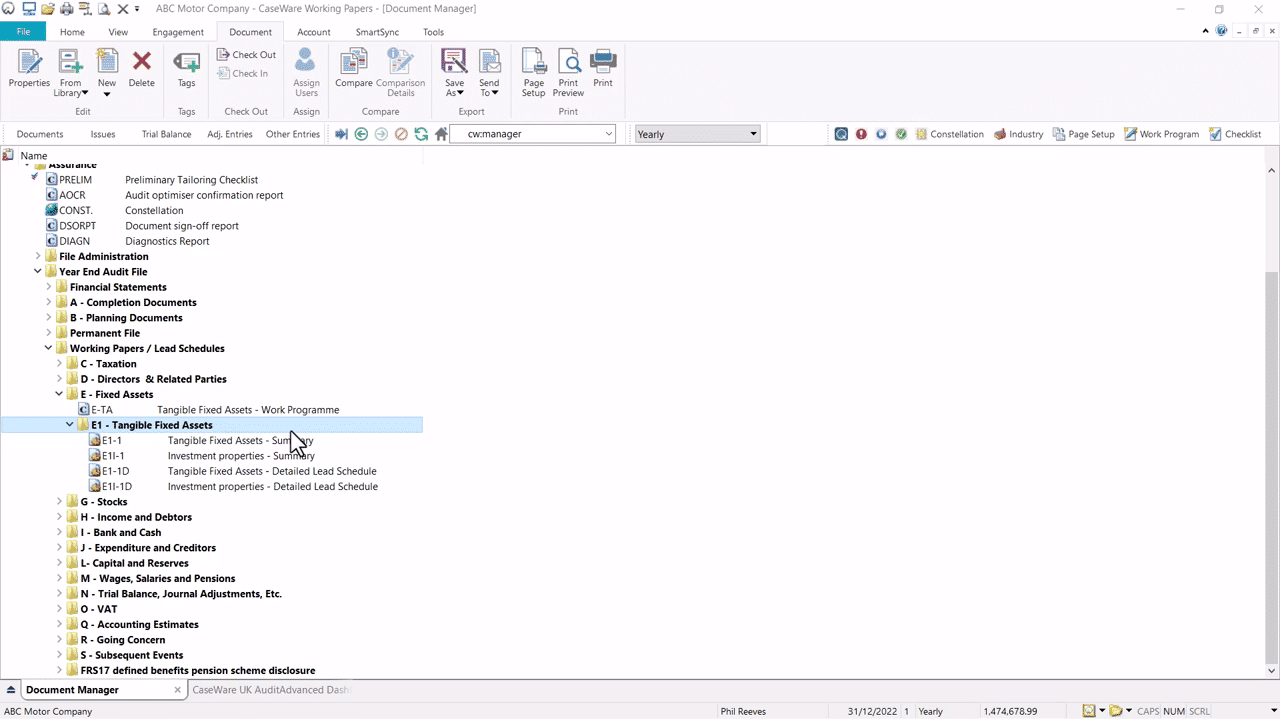 ABC Motor Company - CaseWare Working Papers - [Document Manager]
File Home View Engagement Document Account SmartSync Tools
Properties
From Library
New
Delete
Edit
Tags
Tags
Check Out
Check In
Check Out
Assign Users
Assign
Compare
Comparison Details
Compare
Save As
Send To
Export
Page Setup
Print Preview
Print
Print
Documents Issues Trial Balance Adj. Entries Other Entries cw:manager Yearly Constellation Industry Page Setup Work Program Checklist
Name
Assurance
PRELIM Preliminary Tailoring Checklist
AOCR Audit optimiser confirmation report
CONST. Constellation
DSORPT Document sign-off report
DIAGN Diagnostics Report
File Administration
Year End Audit File
Financial Statements
A - Completion Documents
B - Planning Documents
Permanent File
Working Papers / Lead Schedules
C - Taxation
D - Directors & Related Parties
E - Fixed Assets
E-TA Tangible Fixed Assets - Work Programme
E1 - Tangible Fixed Assets
E1-1 Tangible Fixed Assets - Summary
E1I-1 Investment properties - Summary
E1-1D Tangible Fixed Assets - Detailed Lead Schedule
E1I-1D Investment properties - Detailed Lead Schedule
G - Stocks
H - Income and Debtors
I - Bank and Cash
J - Expenditure and Creditors
L- Capital and Reserves
M - Wages, Salaries and Pensions
N - Trial Balance, Journal Adjustments, Etc.
O - VAT
Q - Accounting Estimates
R - Going Concern
S - Subsequent Events
FRS17 defined benefits pension scheme disclosure
Document Manager CaseWare UK AuditAdvanced Dash
ABC Motor Company Phil Reeves 31/12/2022 1 Yearly 1,474,678.99 CAPS NUM SCRL